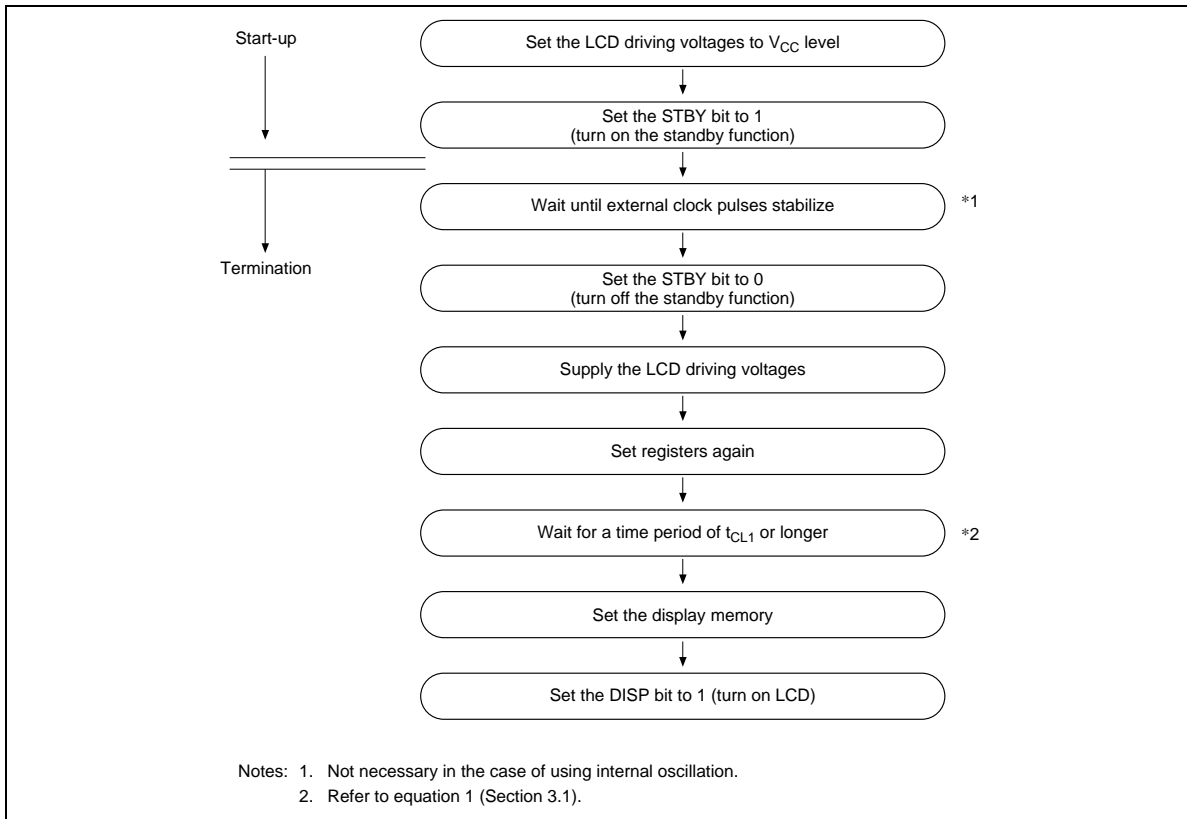 Start-up
Set the LCD driving voltages to VCC level
Set the STBY bit to 1
(turn on the standby function)
Wait until external clock pulses stabilize
*1
Termination
Set the STBY bit to 0
(turn off the standby function)
Supply the LCD driving voltages
Set registers again
Wait for a time period of tCL1 or longer
*2
Set the display memory
Set the DISP bit to 1 (turn on LCD)
Notes: 1. Not necessary in the case of using internal oscillation.
2. Refer to equation 1 (Section 3.1).